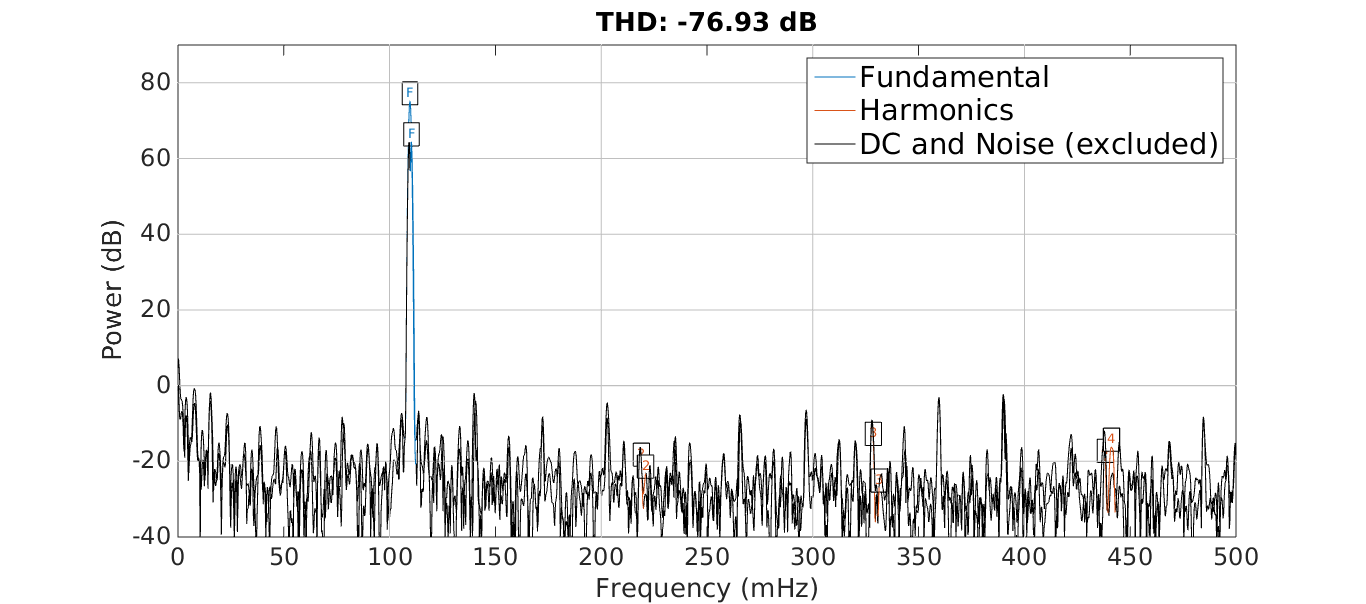 THD: -76.93 dB
Fundamental
Harmonics
DC and Noise (excluded)
Power (dB)
80
60
40
20
0
-20
-40
F
F
2
3
4
0 50 100 150 200 250 300 350 400 450 500
Frequency (mHz)